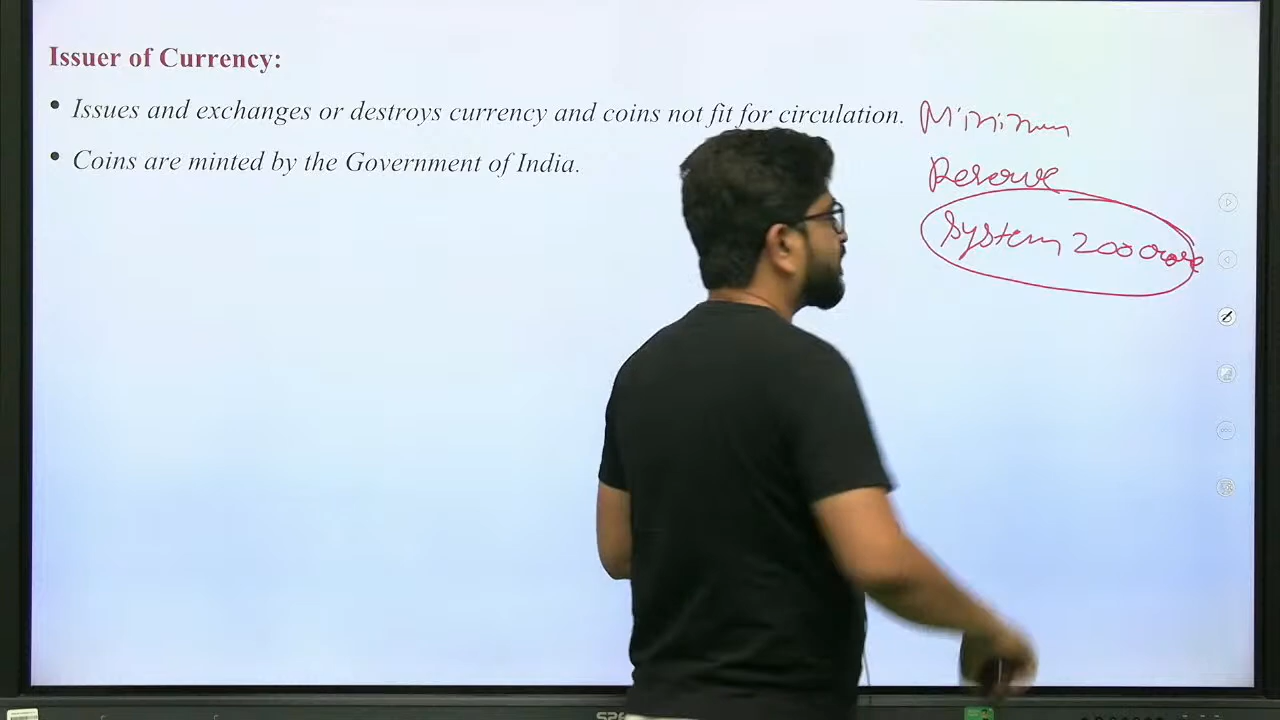 Issuer of Currency:
• Issues and exchanges or destroys currency and coins not fit for circulation.
• Coins are minted by the Government of India.
Minimum
Reserve
System 200 crore